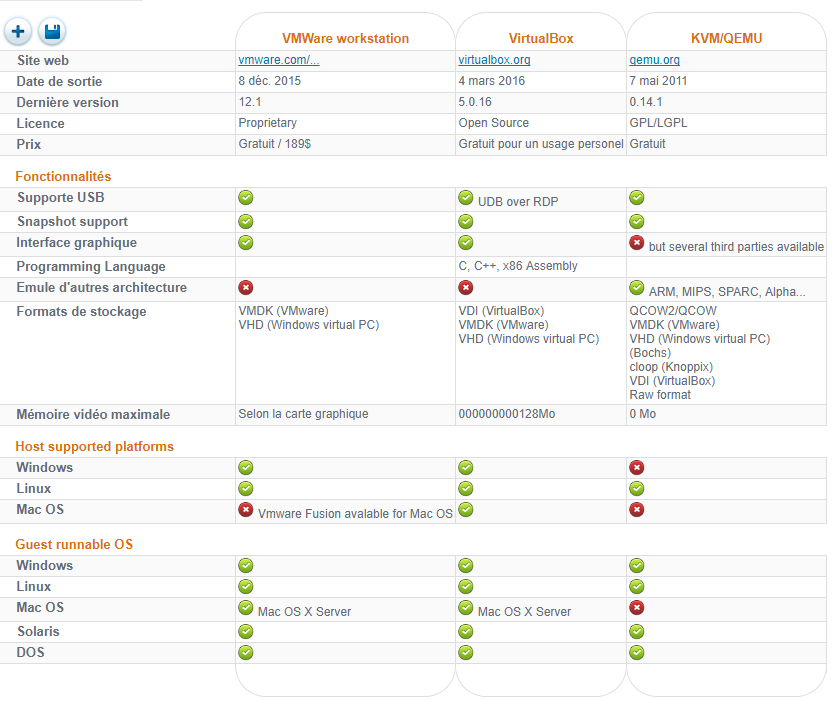 VMWare workstation VirtualBox KVM/QEMU
Site web vmware.com/... virtualbox.org qemu.org
Date de sortie 8 déc. 2015 4 mars 2016 7 mai 2011
Dernière version 12.1 5.0.16 0.14.1
Licence Proprietary Open Source GPL/LGPL
Prix Gratuit / 189$ Gratuit pour un usage personel Gratuit
Fonctionnalités
Supporte USB UDB over RDP
Snapshot support
Interface graphique but several third parties available
Programming Language C, C++, x86 Assembly
Emule d'autres architecture ARM, MIPS, SPARC, Alpha...
Formats de stockage VMDK (VMware) VDI (VirtualBox) QCOW2/QCOW
VHD (Windows virtual PC) VMDK (VMware) VMDK (VMware)
VHD (Windows virtual PC) VHD (Windows virtual PC)
(Bochs)
cloop (Knoppix)
VDI (VirtualBox)
Raw format
Mémoire vidéo maximale Selon la carte graphique 000000000128Mo 0 Mo
Host supported platforms
Windows
Linux
Mac OS Vmware Fusion avalable for Mac OS
Guest runnable OS
Windows
Linux
Mac OS Mac OS X Server Mac OS X Server
Solaris
DOS